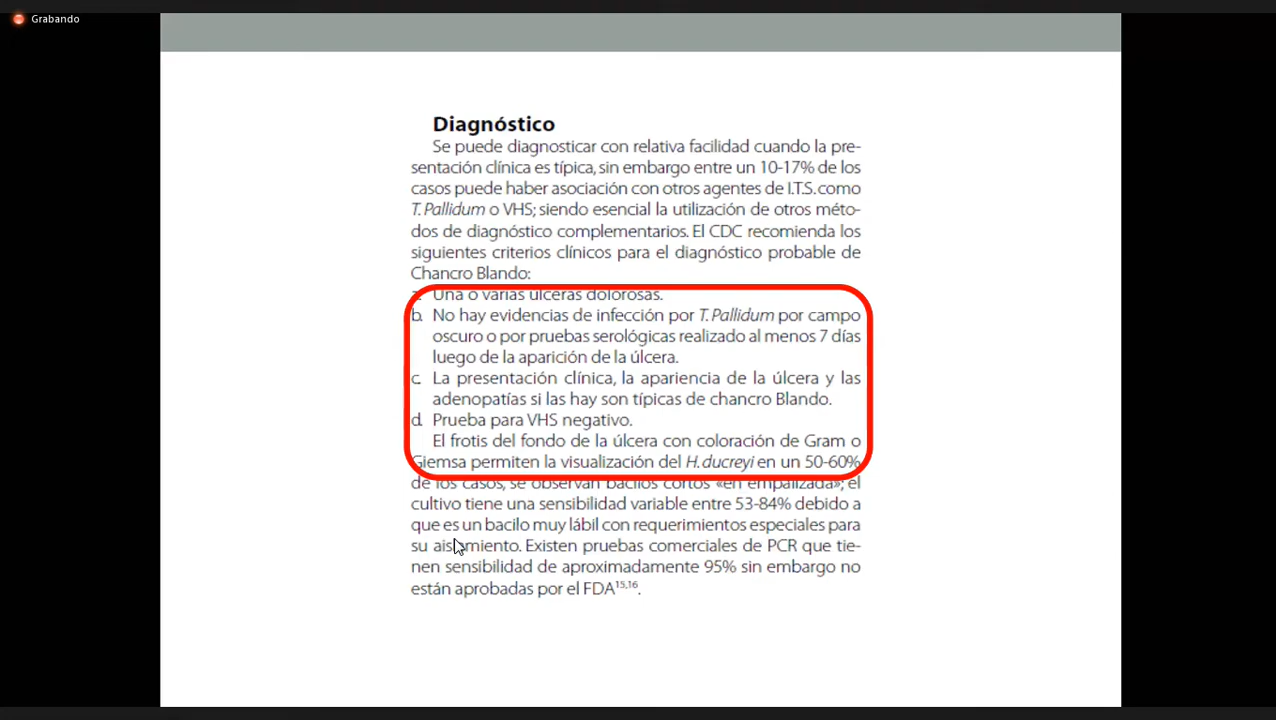 Grabando
Diagnóstico
Se puede diagnosticar con relativa facilidad cuando la pre-
sentación clínica es típica, sin embargo entre un 10-17% de los
casos puede haber asociación con otros agentes de I.T.S. como
T. Pallidum o VHS; siendo esencial la utilización de otros méto-
dos de diagnóstico complementarios. El CDC recomienda los
siguientes criterios clínicos para el diagnóstico probable de
Chancro Blando:
a. Una o varias úlceras dolorosas.
b. No hay evidencias de infección por T. Pallidum por campo
oscuro o por pruebas serológicas realizado al menos 7 días
luego de la aparición de la úlcera.
c. La presentación clínica, la apariencia de la úlcera y las
adenopatías si las hay son típicas de chancro Blando.
d. Prueba para VHS negativo.
El frotis del fondo de la úlcera con coloración de Gram o
Giemsa permiten la visualización del H. ducreyi en un 50-60%
de los casos, se observan bacilos cortos «en empalizada»; el
cultivo tiene una sensibilidad variable entre 53-84% debido a
que es un bacilo muy lábil con requerimientos especiales para
su aislamiento. Existen pruebas comerciales de PCR que tie-
nen sensibilidad de aproximadamente 95% sin embargo no
están aprobadas por el FDA15,16.